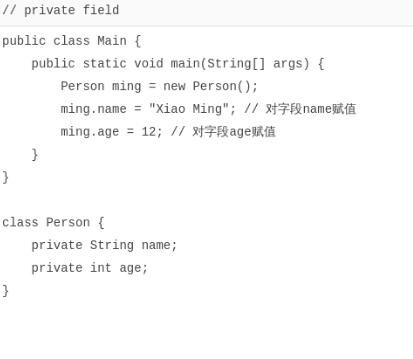 // private field
public class Main {
    public static void main(String[] args) {
        Person ming = new Person();
        ming.name = "Xiao Ming"; // 对字段name赋值
        ming.age = 12; // 对字段age赋值
    }
}

class Person {
    private String name;
    private int age;
}